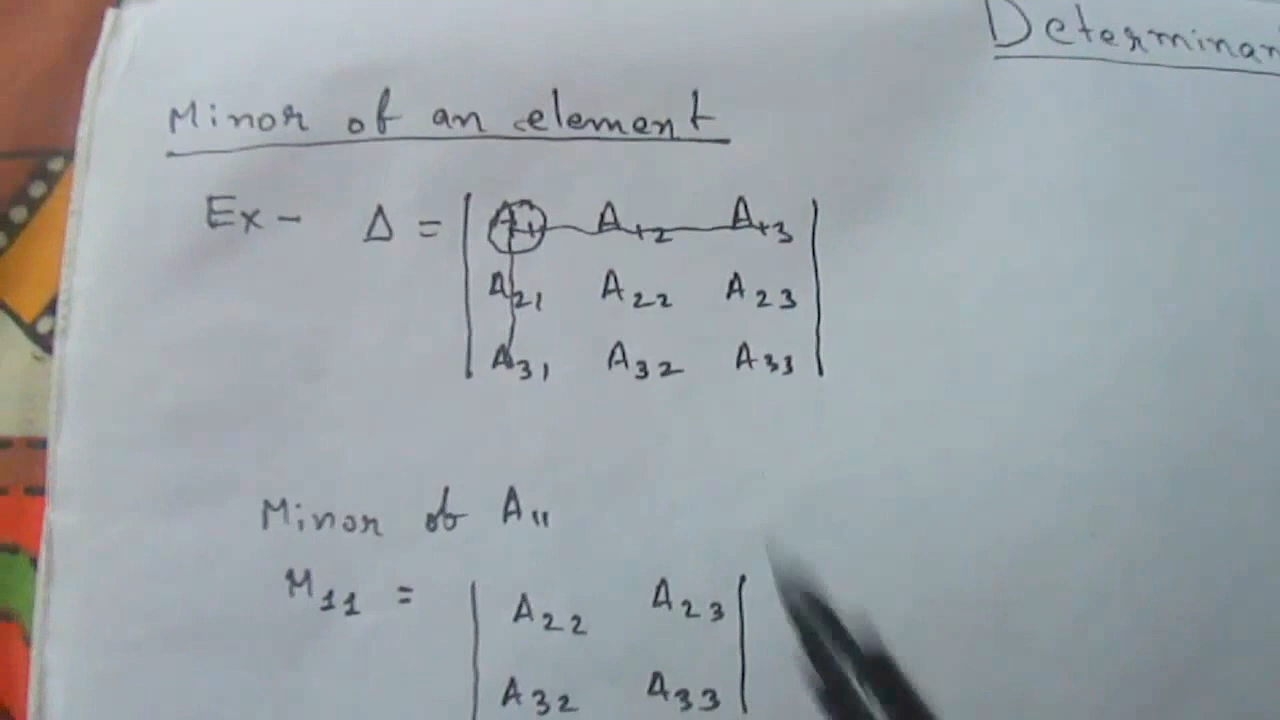 Determinan
Minor of an element
Ex- Δ = | A₁₁ A₁₂ A₁₃ |
| A₂₁ A₂₂ A₂₃ |
| A₃₁ A₃₂ A₃₃ |
Minor of A₁₁
M₁₁ = | A₂₂ A₂₃ |
| A₃₂ A₃₃ |